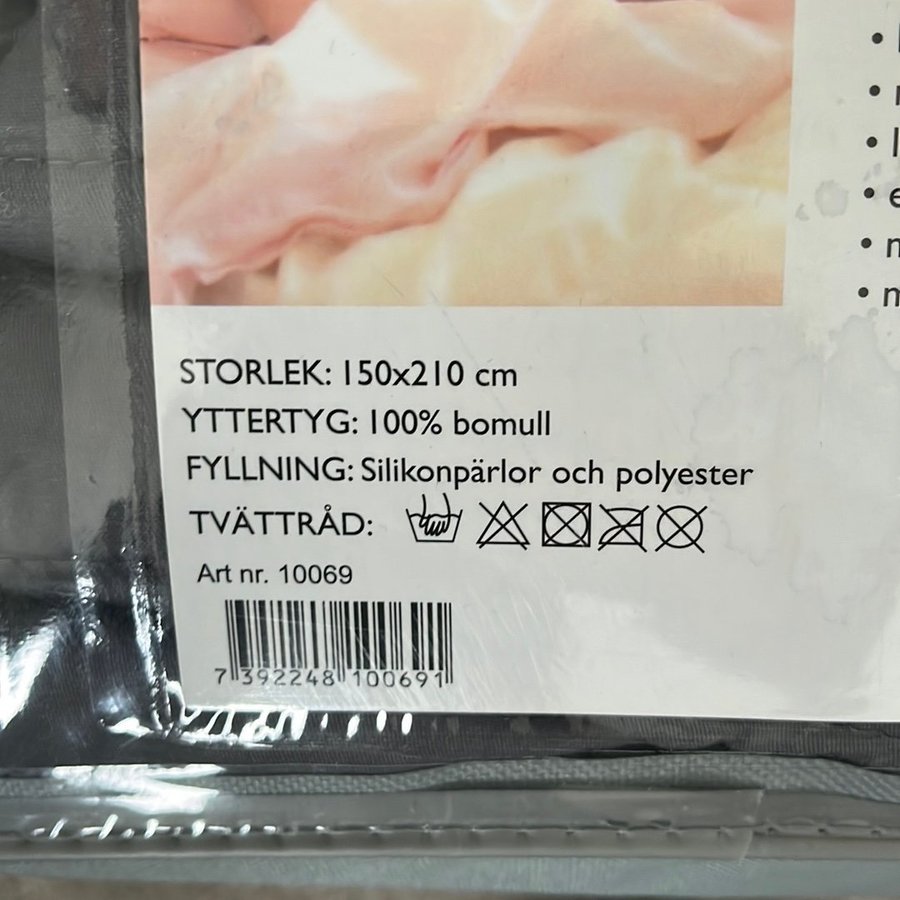 STORLEK: 150x210 cm
YTTERTYG: 100% bomull
FYLLNING: Silikonpärlor och polyester
TVÄTTRÅD:
Art nr. 10069
7 392248 100691